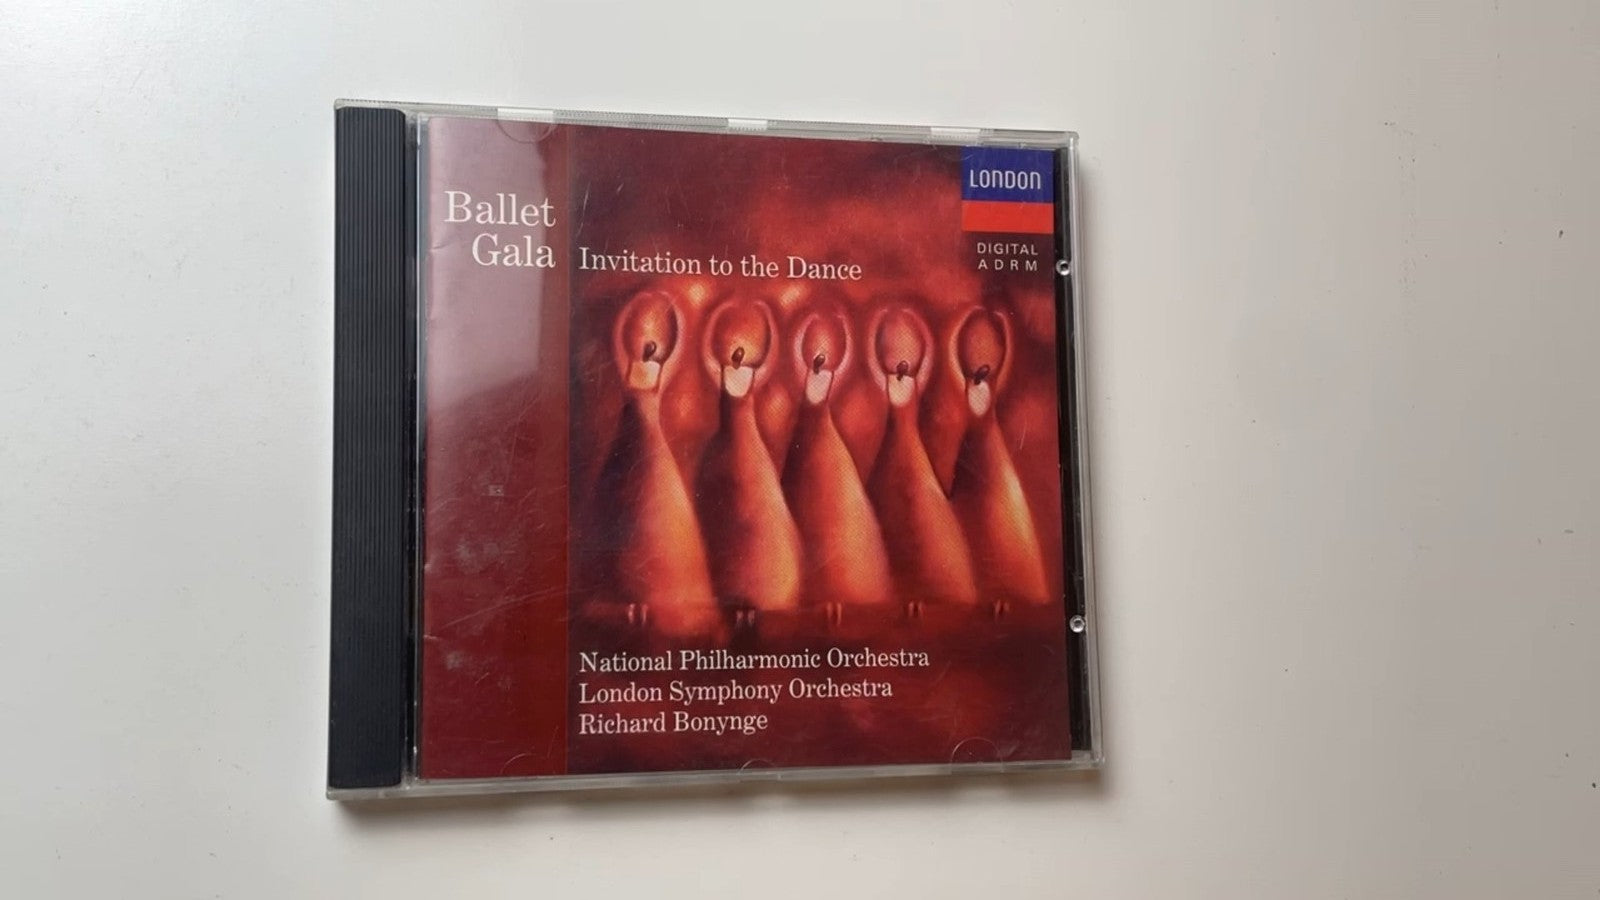 Ballet
Gala
Invitation to the Dance
LONDON
DIGITAL
ADRM
National Philharmonic Orchestra
London Symphony Orchestra
Richard Bonynge